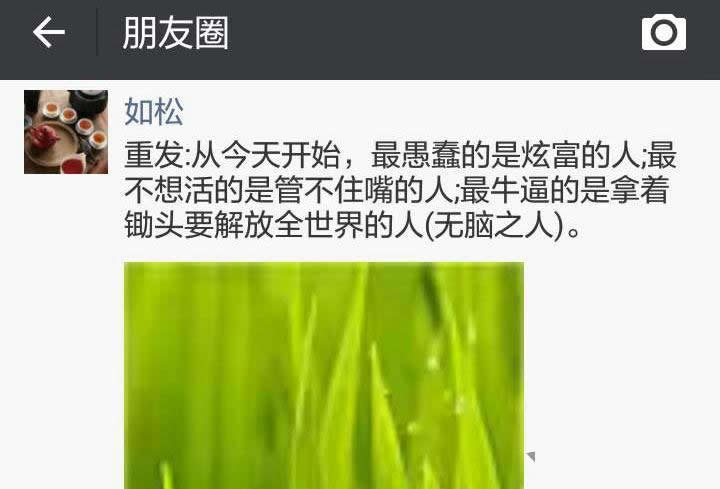 朋友圈
如松
重发:从今天开始，最愚蠢的是炫富的人;最
不想活的是管不住嘴的人;最牛逼的是拿着
锄头要解放全世界的人(无脑之人)。